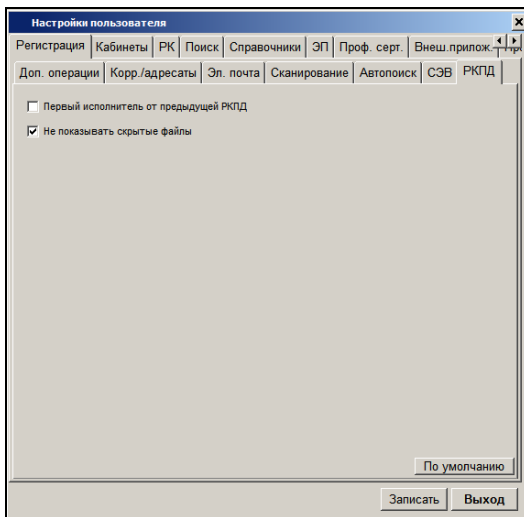 Настройки пользователя
Регистрация Кабинеты РК Поиск Справочники ЭП Проф. серт. Внеш.прилож.
Доп. операции Корр./адресаты Эл. почта Сканирование Автопоиск СЭВ РКПД
Первый исполнитель от предыдущей РКПД
Не показывать скрытые файлы
По умолчанию
Записать Выход